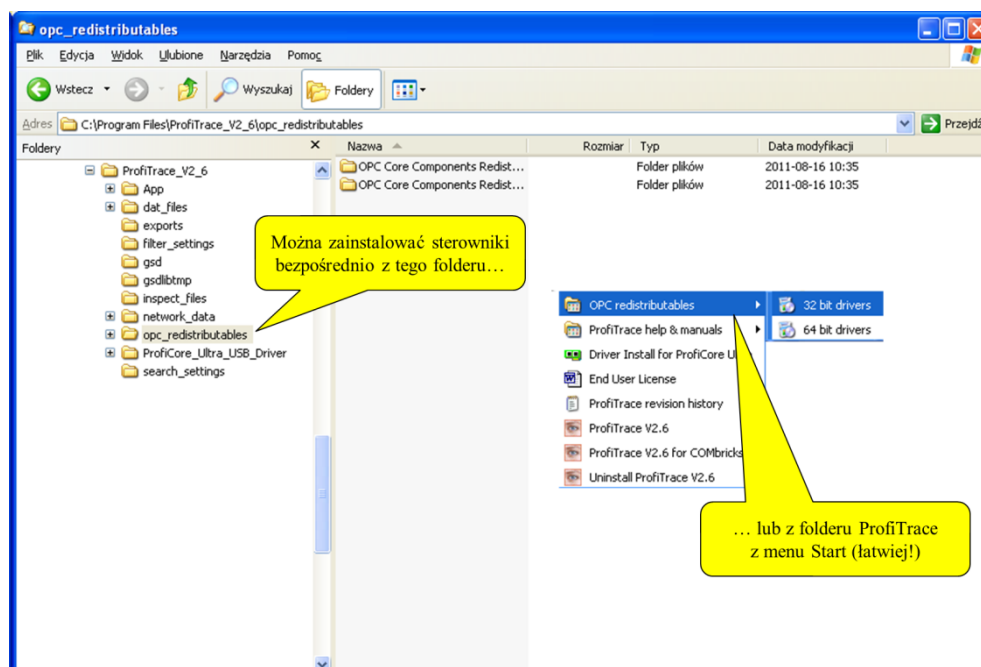 opc_redistributables
Plik Edycja Widok Ulubione Narzędzia Pomoc
Wstecz Wyszukaj Foldery
Adres C:\Program Files\ProfiTrace_V2_6\opc_redistributables Przejdź
Foldery
Nazwa Rozmiar Typ Data modyfikacji
ProfiTrace_V2_6
App
dat_files
exports
filter_settings
gsd
gsdlibtmp
inspect_files
network_data
opc_redistributables
ProfiCore_Ultra_USB_Driver
search_settings
OPC Core Components Redist... Folder plików 2011-08-16 10:35
OPC Core Components Redist... Folder plików 2011-08-16 10:35
Można zainstalować sterowniki
bezpośrednio z tego folderu…
OPC redistributables
ProfiTrace help & manuals
Driver Install for ProfiCore U
End User License
ProfiTrace revision history
ProfiTrace V2.6
ProfiTrace V2.6 for COMbricks
Uninstall ProfiTrace V2.6
32 bit drivers
64 bit drivers
… lub z folderu ProfiTrace
z menu Start (łatwiej!)